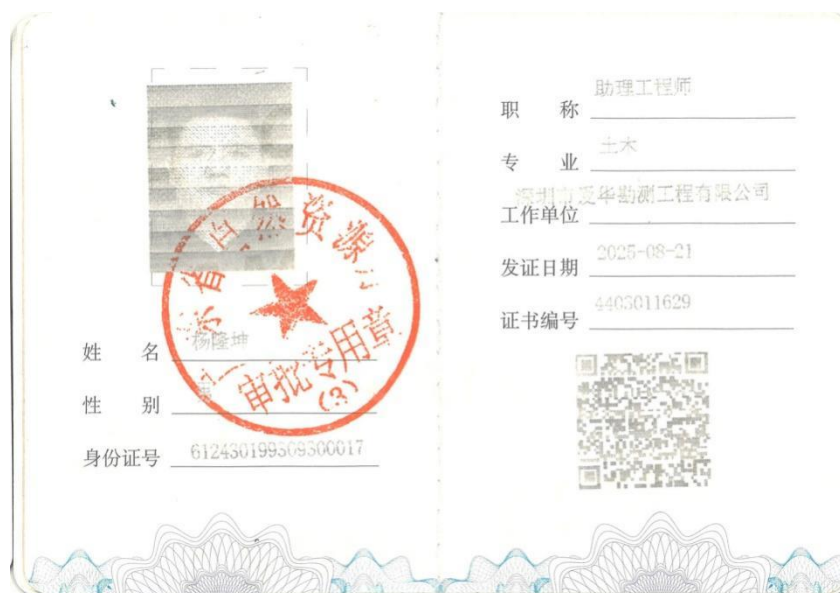 姓 名 杨隆坤
性 别
身份证号 612430199309300017
审批专用章
(3)
职 称 助理工程师
专 业 土木
工作单位 深圳市爱华勘测工程有限公司
发证日期 2025-08-21
证书编号 4403011629